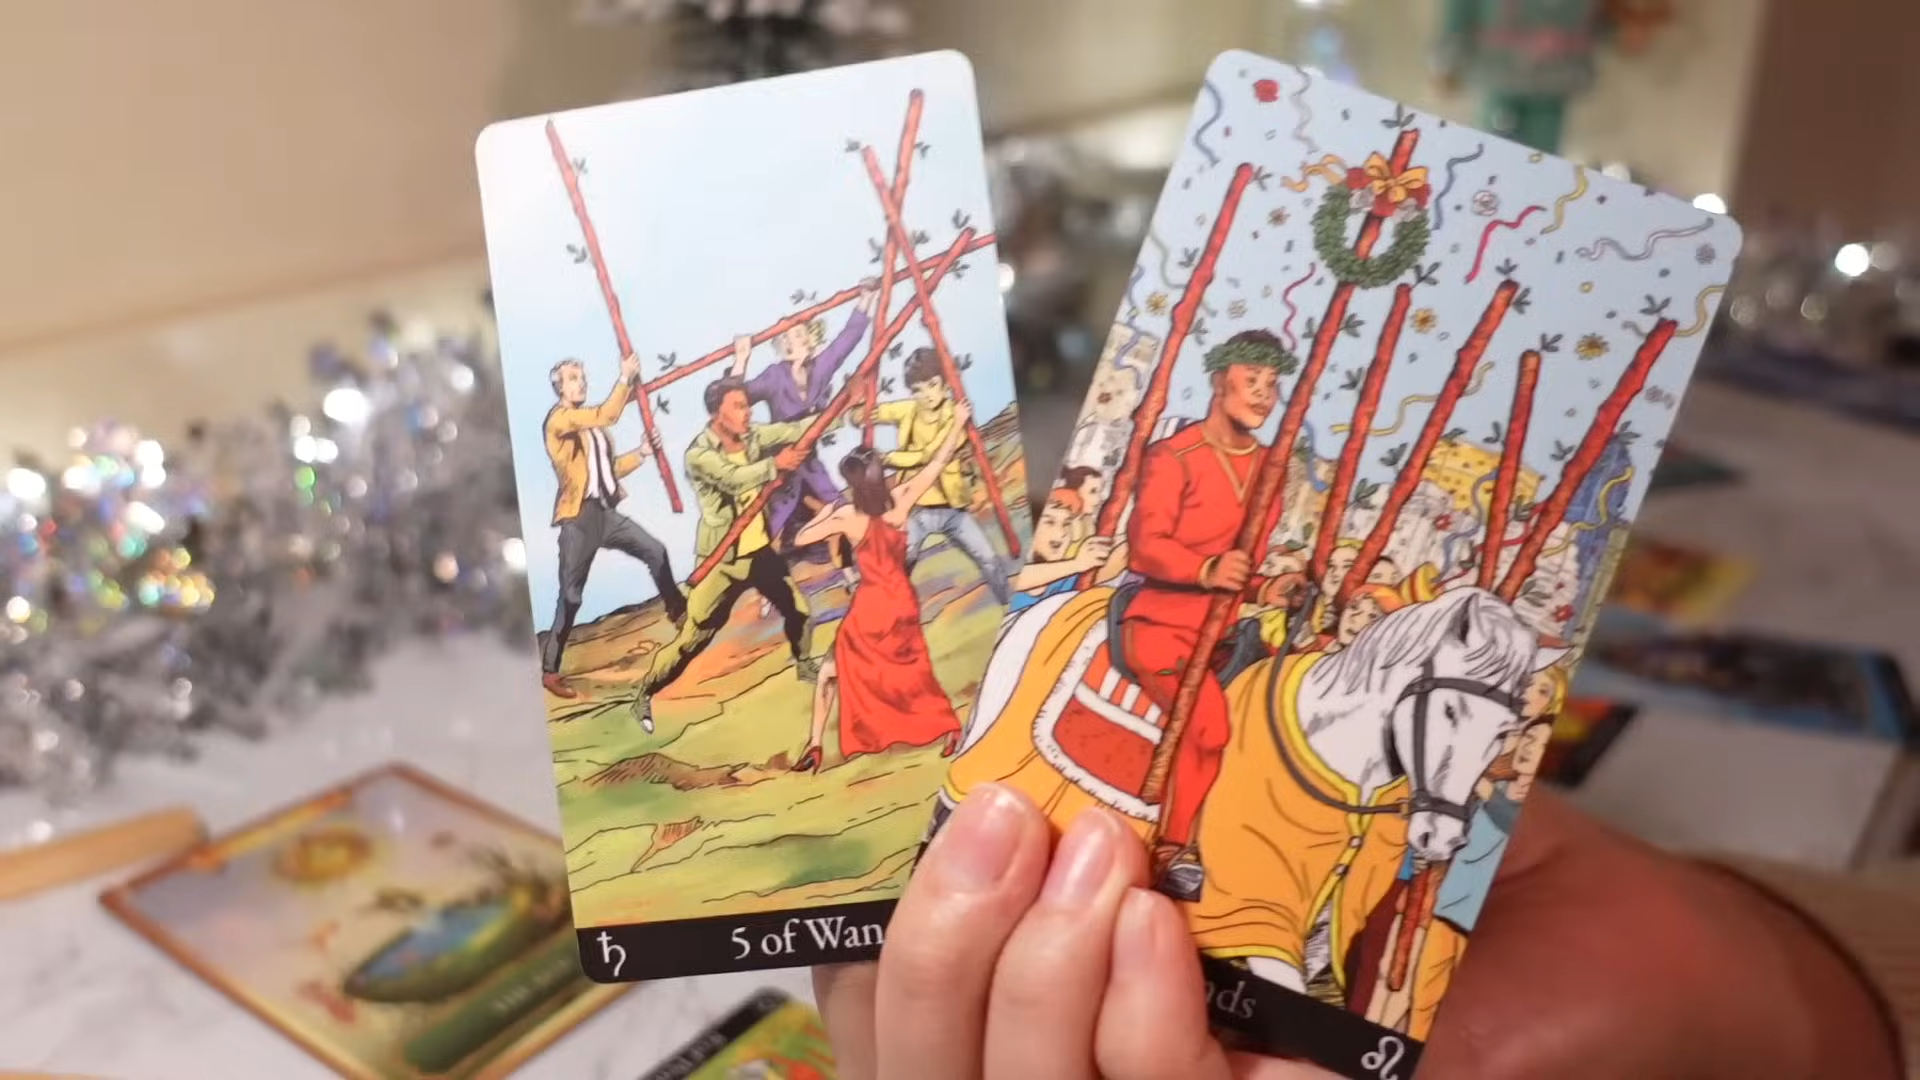 ♄ 5 of Wan
nds ♌